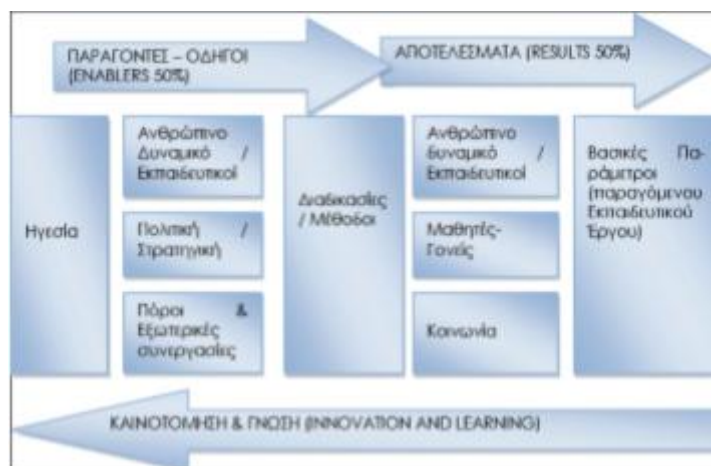 ΠΑΡΑΓΟΝΤΕΣ – ΟΔΗΓΟΙ
(ENABLERS 50%)
ΑΠΟΤΕΛΕΣΜΑΤΑ (RESULTS 50%)
Ηγεσία
Ανθρώπινο
Δυναμικό /
Εκπαιδευτικοί
Πολιτική /
Στρατηγική
Πόροι &
Εξωτερικές
συνεργασίες
Διαδικασίες
/ Μέθοδοι
Ανθρώπινο
δυναμικό /
Εκπαιδευτικοί
Μαθητές-
Γονείς
Κοινωνία
Βασικές Πα-
ράμετροι
(παραγόμενου
Εκπαιδευτικού
Έργου)
ΚΑΙΝΟΤΟΜΗΣΗ & ΓΝΩΣΗ (INNOVATION AND LEARNING)